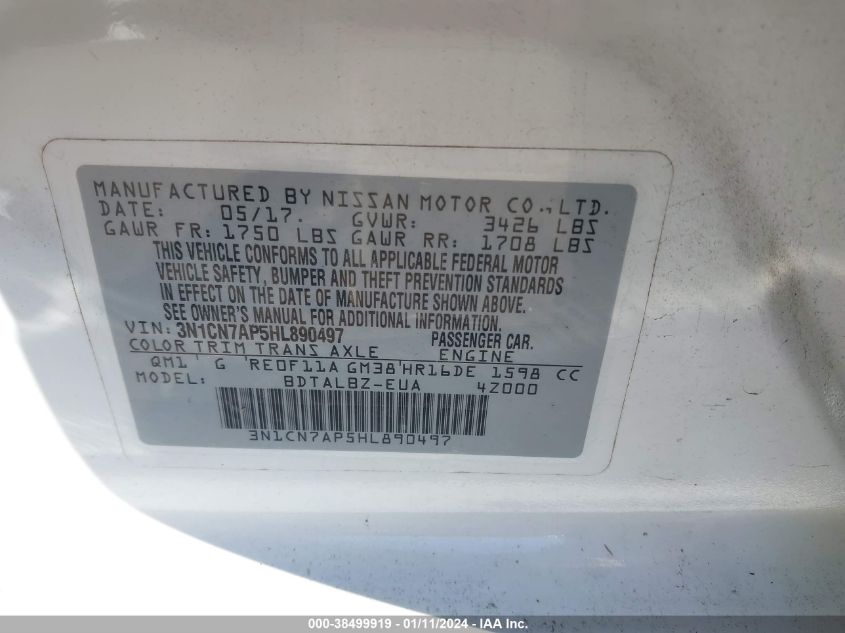 MANUFACTURED BY NISSAN MOTOR CO.,LTD.
DATE: 05/17. GVWR: 3426 LBS
GAWR FR: 1750 LBS GAWR RR: 1708 LBS
THIS VEHICLE CONFORMS TO ALL APPLICABLE FEDERAL MOTOR
VEHICLE SAFETY, BUMPER AND THEFT PREVENTION STANDARDS
IN EFFECT ON THE DATE OF MANUFACTURE SHOWN ABOVE.
SEE OWNER'S MANUAL FOR ADDITIONAL INFORMATION.
VIN: 3N1CN7AP5HL890497 PASSENGER CAR.
COLOR TRIM TRANS AXLE ENGINE
QM1 ' G 'RE0F11A GM38'HR16DE 1598 CC
MODEL: BDTALBZ-EUA 42000
3N1CN7AP5HL890497
000-38499919 - 01/11/2024 - IAA Inc.